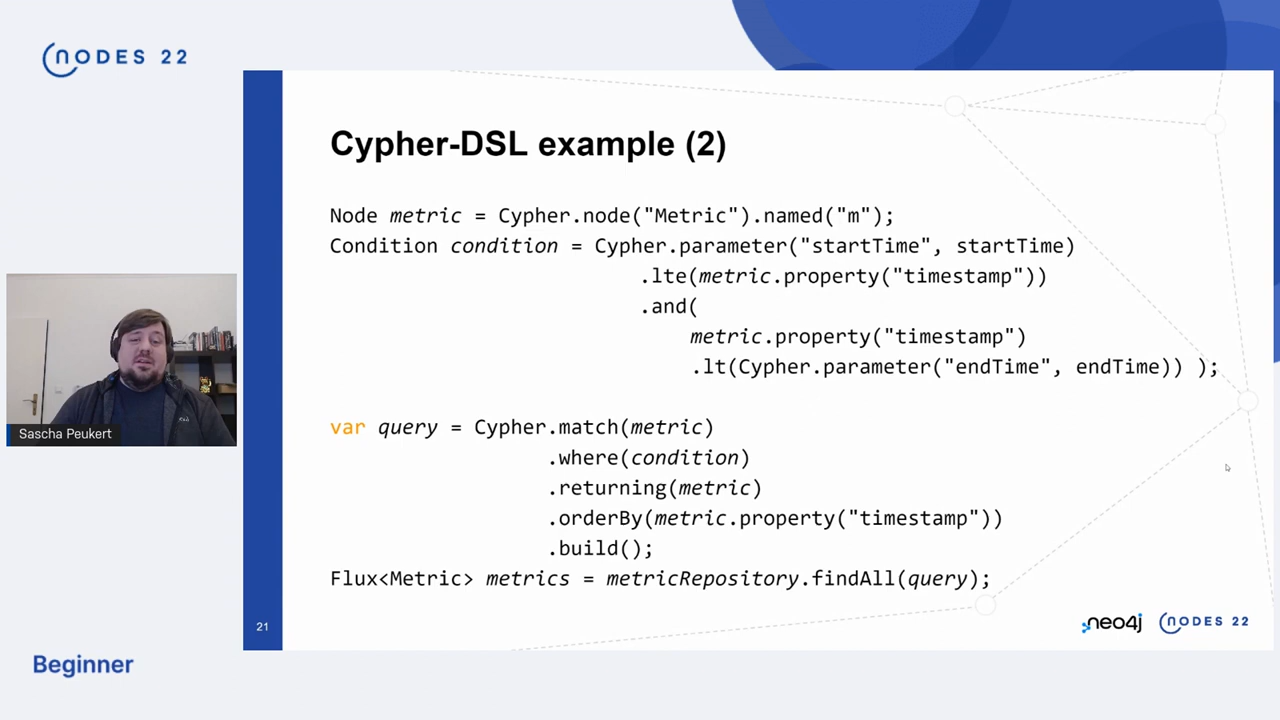 NODES 22
Cypher-DSL example (2)
Node metric = Cypher.node("Metric").named("m");
Condition condition = Cypher.parameter("startTime", startTime)
.lte(metric.property("timestamp"))
.and(
metric.property("timestamp")
.lt(Cypher.parameter("endTime", endTime)) );
var query = Cypher.match(metric)
.where(condition)
.returning(metric)
.orderBy(metric.property("timestamp"))
.build();
Flux<Metric> metrics = metricRepository.findAll(query);
Sascha Peukert
21
neo4j
NODES 22
Beginner